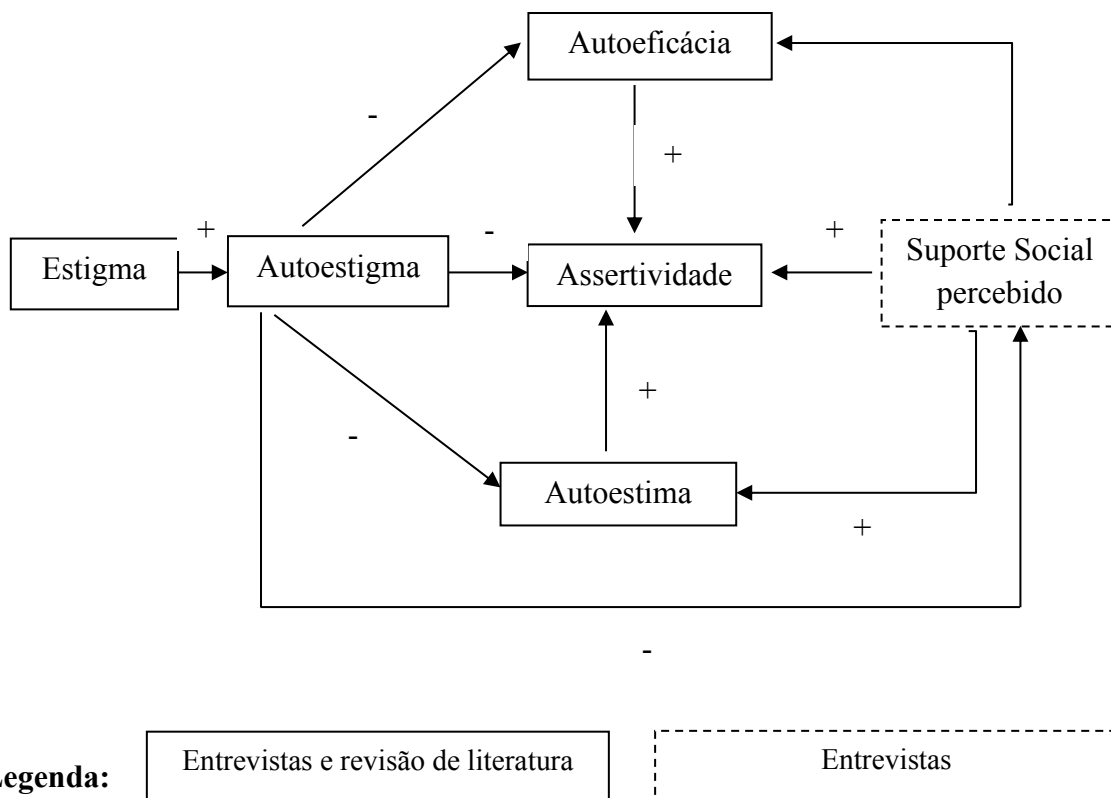 Autoeficácia
-
+
Estigma
+
Autoestigma
-
Assertividade
+
Suporte Social
percebido
+
-
Autoestima
+
-
Legenda:
Entrevistas e revisão de literatura
Entrevistas